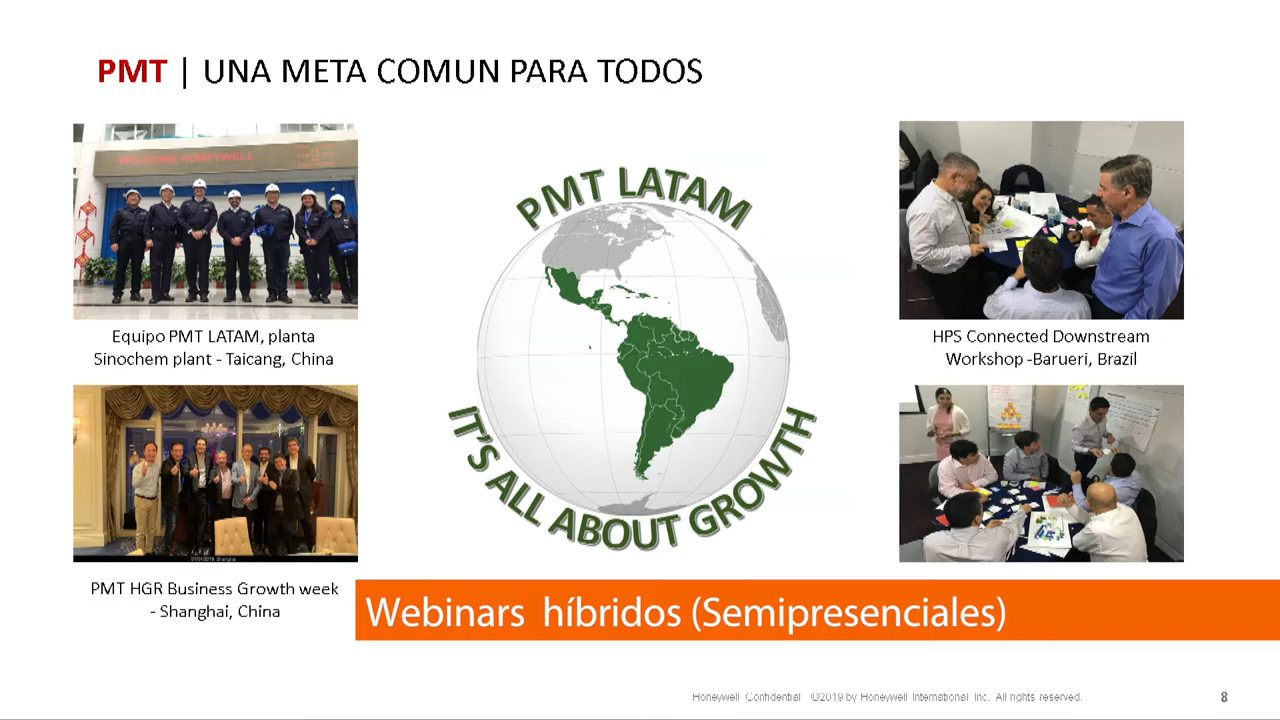 PMT | UNA META COMUN PARA TODOS
WELCOME HONEYWELL
Equipo PMT LATAM, planta
Sinochem plant - Taicang, China
PMT HGR Business Growth week
- Shanghai, China
PMT LATAM
IT'S ALL ABOUT GROWTH
HPS Connected Downstream
Workshop -Barueri, Brazil
Webinars híbridos (Semipresenciales)
Honeywell Confidential ©2019 by Honeywell International Inc. All rights reserved.
8